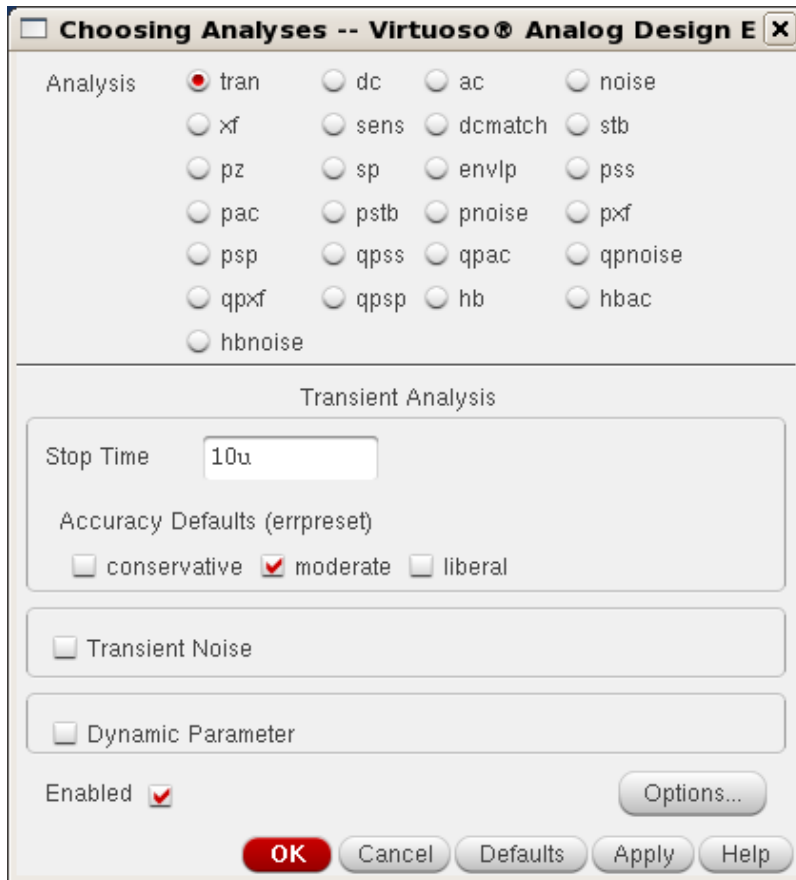 Choosing Analyses -- Virtuoso® Analog Design E
Analysis tran dc ac noise
xf sens dcmatch stb
pz sp envlp pss
pac pstb pnoise pxf
psp qpss qpac qpnoise
qpxf qpsp hb hbac
hbnoise
Transient Analysis
Stop Time 10u
Accuracy Defaults (errpreset)
conservative moderate liberal
Transient Noise
Dynamic Parameter
Enabled Options...
OK Cancel Defaults Apply Help